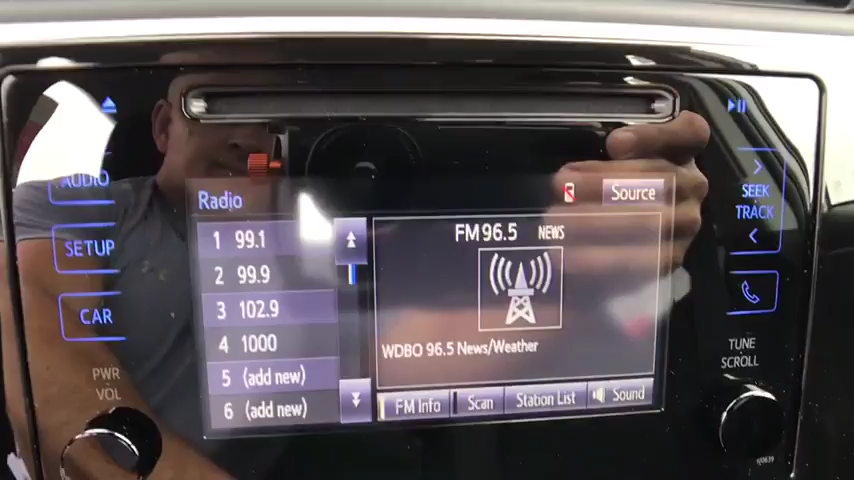 AUDIO
SETUP
CAR
PWR
VOL
Radio
Source
1 99.1
2 99.9
3 102.9
4 1000
5 (add new)
6 (add new)
FM 96.5 NEWS
WDBO 96.5 News/Weather
FM Info
Scan
Station List
Sound
SEEK
TRACK
TUNE
SCROLL